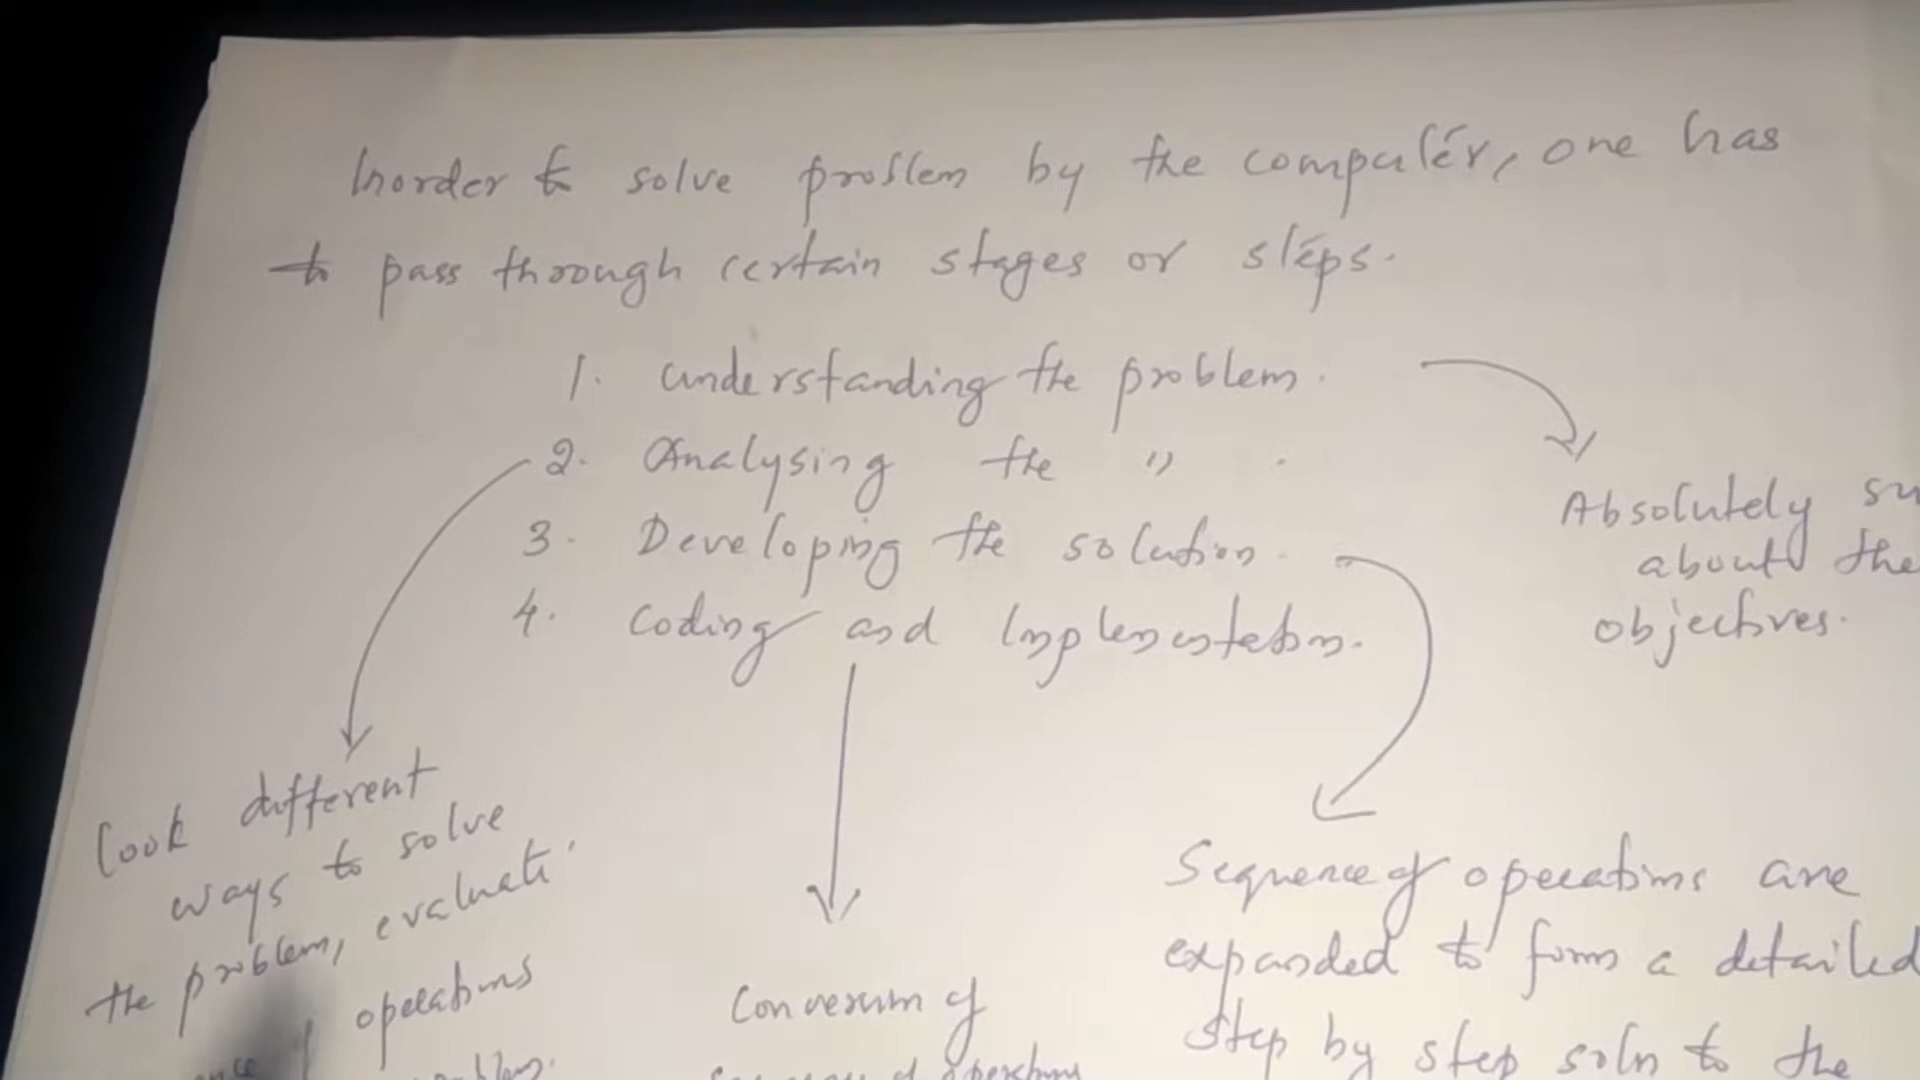 Inorder to solve problem by the computer, one has
to pass through certain stages or steps.
1. understanding the problem.
2. Analysing the " .
3. Developing the solution.
4. Coding and Implementation.
Absolutely
about the
objectives.
Look different
ways to solve
the problem, evaluate
operations
Conversion of
Sequence of operations are
expanded to form a detailed
step by step soln to the